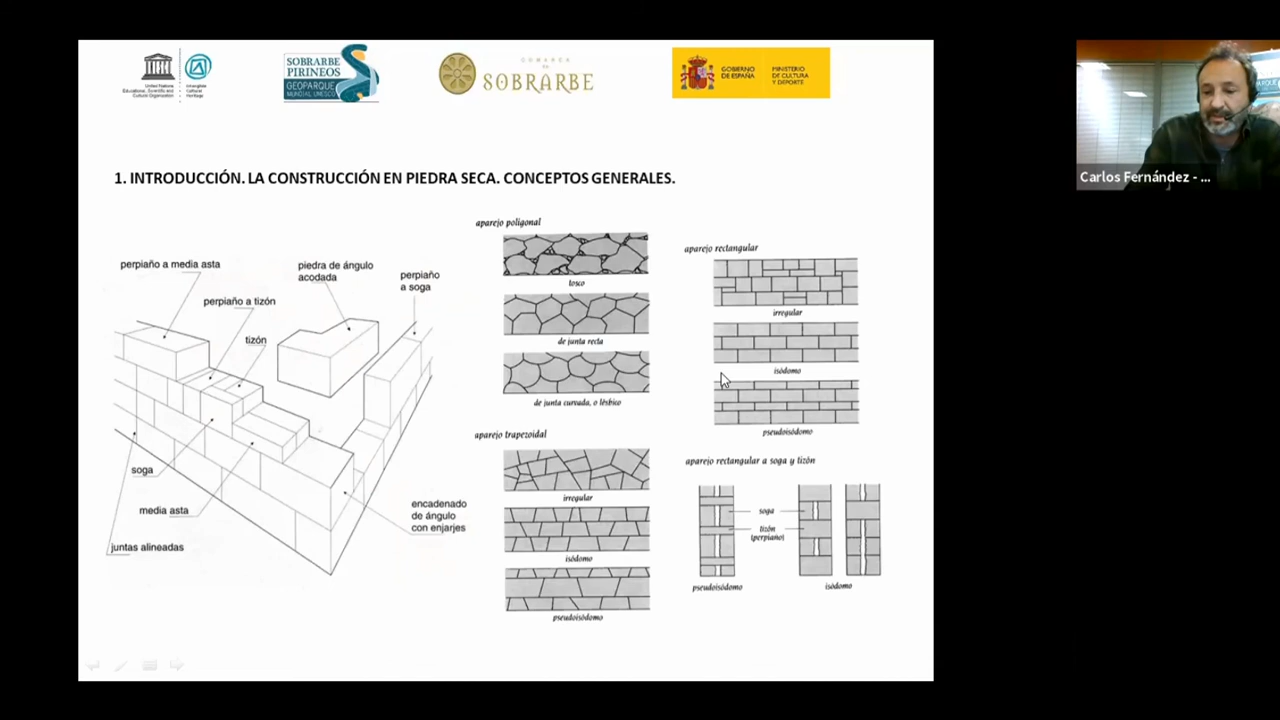 United Nations
Educational, Scientific and
Cultural Organization
Intangible
Cultural
Heritage
SOBRARBE
PIRINEOS
GEOPARQUE
MUNDIAL UNESCO
COMARCA
DE
SOBRARBE
GOBIERNO
DE ESPAÑA
MINISTERIO
DE CULTURA
Y DEPORTE
Carlos Fernández - ...
1. INTRODUCCIÓN. LA CONSTRUCCIÓN EN PIEDRA SECA. CONCEPTOS GENERALES.
perpiaño a media asta
perpiaño a tizón
tizón
piedra de ángulo
acodada
perpiaño
a soga
soga
media asta
juntas alineadas
encadenado
de ángulo
con enjarjes
aparejo poligonal
tosco
de junta recta
de junta curvada, o lésbico
aparejo trapezoidal
irregular
isódomo
pseudoisódomo
aparejo rectangular
irregular
isódomo
pseudoisódomo
aparejo rectangular a soga y tizón
soga
tizón
(perpiaño)
pseudoisódomo
isódomo